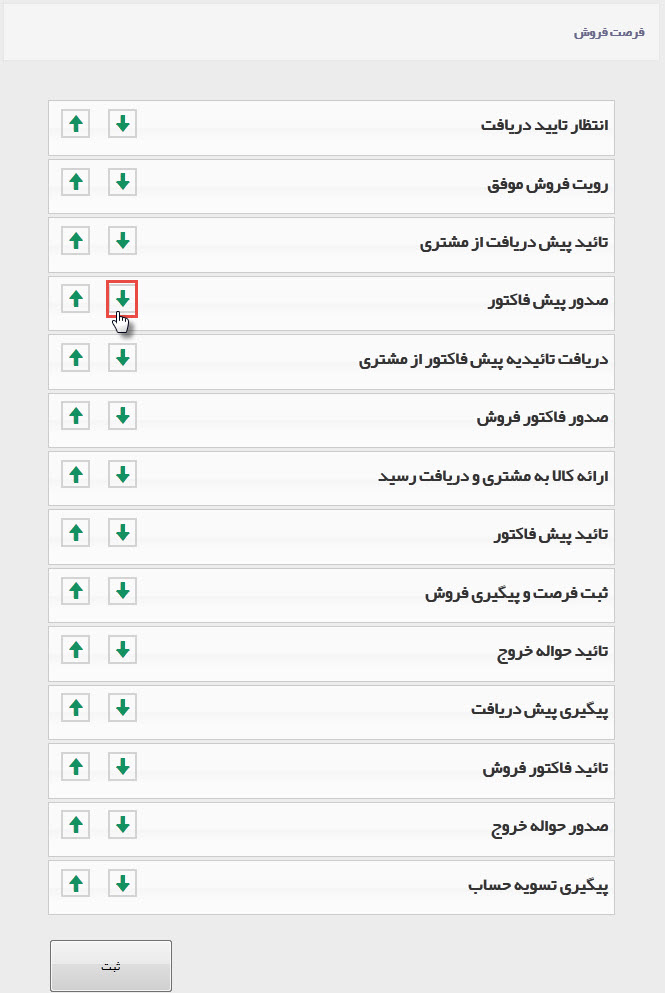 فرصت فروش
انتظار تایید دریافت
رویت فروش موفق
تائید پیش دریافت از مشتری
صدور پیش فاکتور
دریافت تائیدیه پیش فاکتور از مشتری
صدور فاکتور فروش
ارائه کالا به مشتری و دریافت رسید
تائید پیش فاکتور
ثبت فرصت و پیگیری فروش
تائید حواله خروج
پیگیری پیش دریافت
تائید فاکتور فروش
صدور حواله خروج
پیگیری تسویه حساب
ثبت